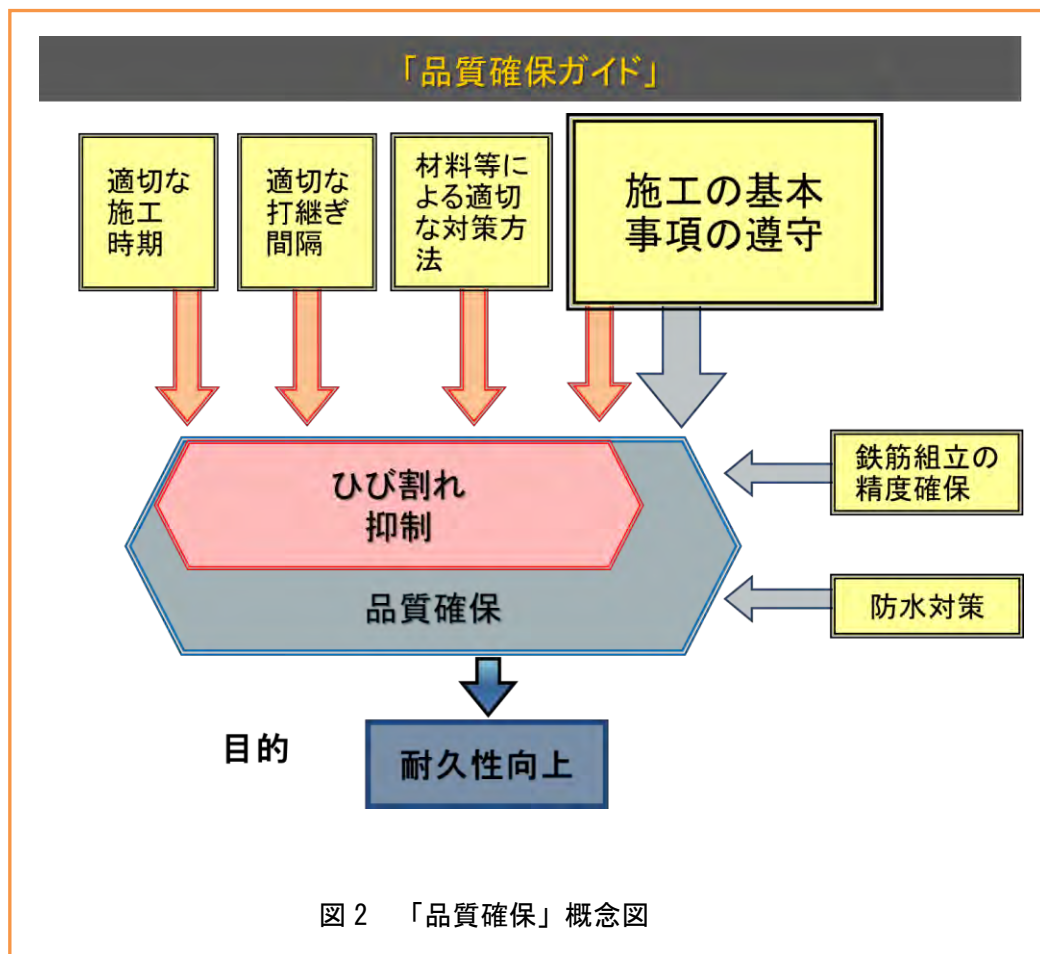 「品質確保ガイド」
適切な
施工
時期
適切な
打継ぎ
間隔
材料等に
よる適切
な対策方
法
施工の基本
事項の遵守
ひび割れ
抑制
品質確保
鉄筋組立の
精度確保
防水対策
目的
耐久性向上
図2 「品質確保」概念図